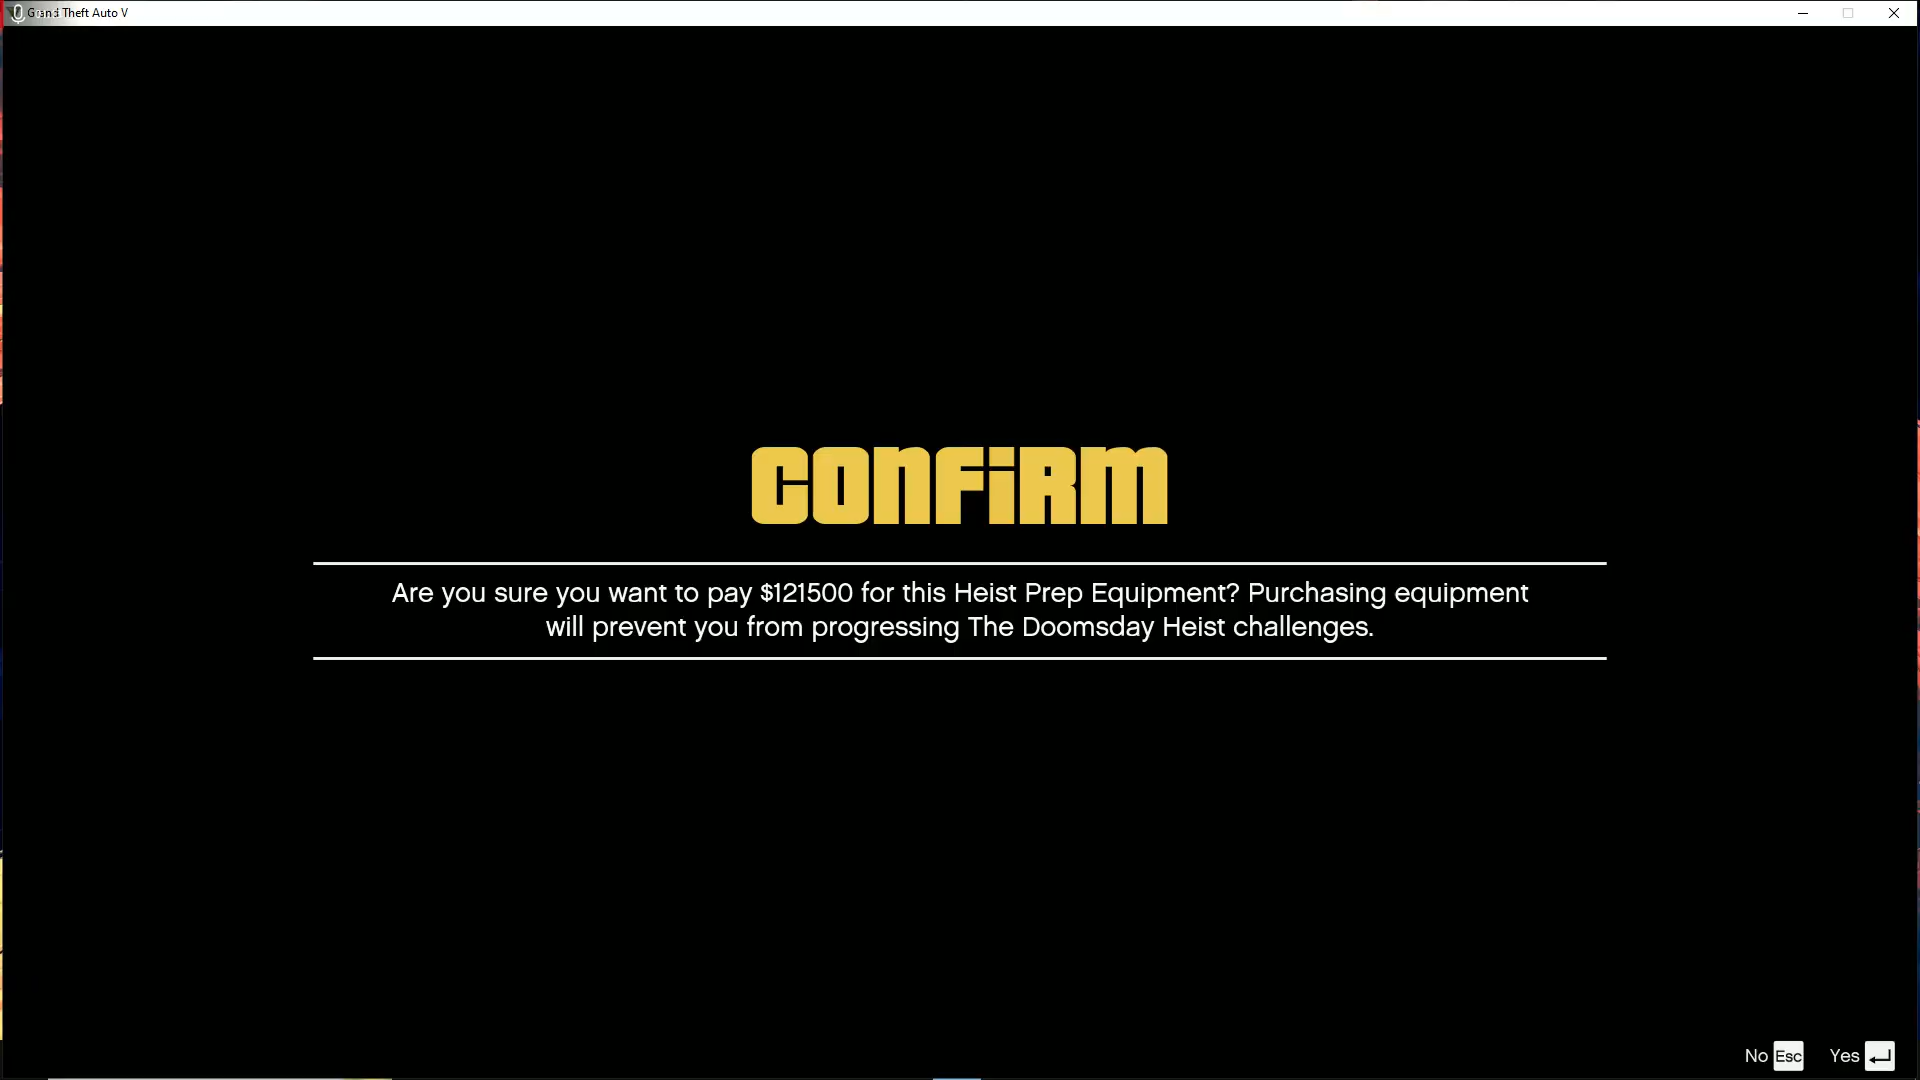 Grand Theft Auto V
CONFIRM
Are you sure you want to pay $121500 for this Heist Prep Equipment? Purchasing equipment
will prevent you from progressing The Doomsday Heist challenges.
No Esc Yes